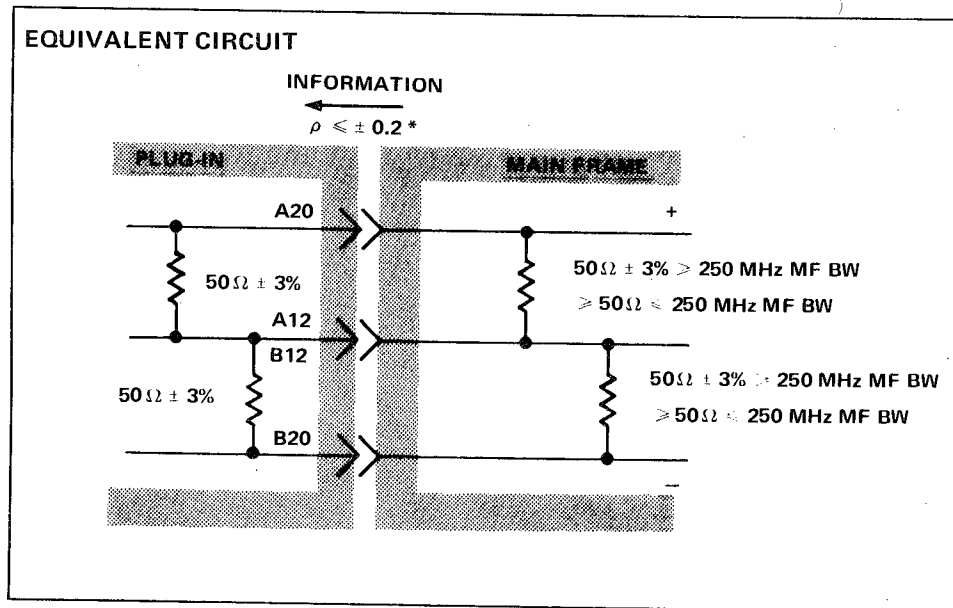 EQUIVALENT CIRCUIT
INFORMATION
ρ ⩽ ± 0.2 *
PLUG-IN
MAIN FRAME
A20
+
50Ω ± 3%
50Ω ± 3% ⩾ 250 MHz MF BW
⩾ 50Ω ⩽ 250 MHz MF BW
A12
B12
50Ω ± 3%
50Ω ± 3% ⩾ 250 MHz MF BW
⩾ 50Ω ⩽ 250 MHz MF BW
B20
−